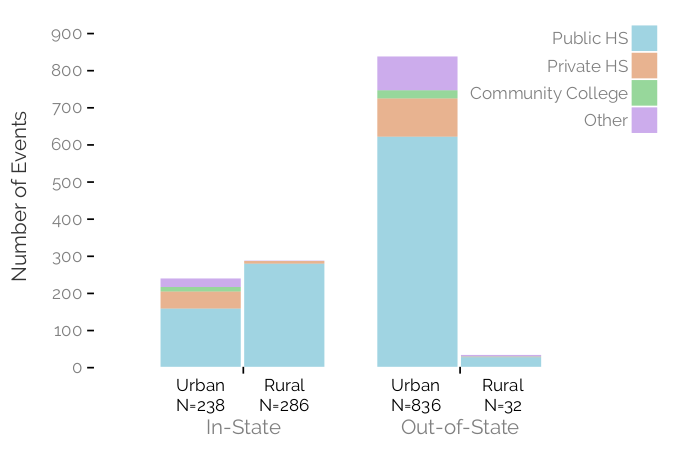 Number of Events
900
800
700
600
500
400
300
200
100
0
Public HS
Private HS
Community College
Other
Urban Rural Urban Rural
N=238 N=286 N=836 N=32
In-State Out-of-State